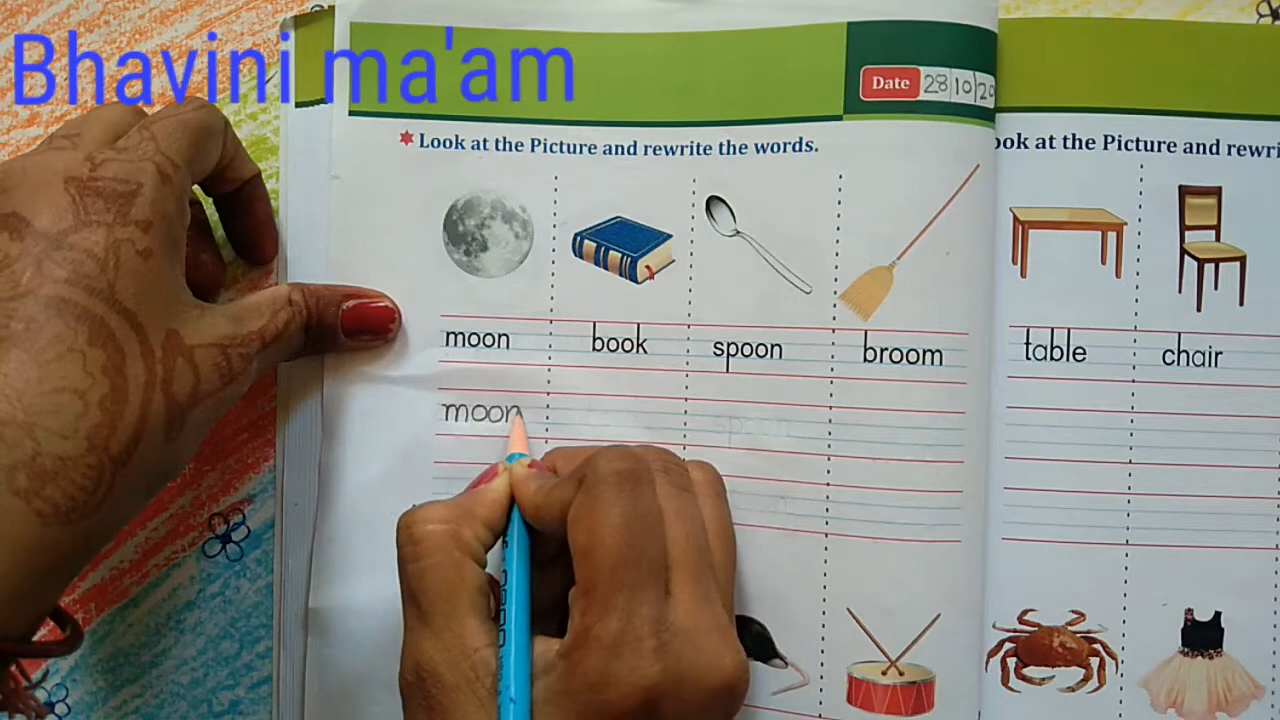 Bhavini ma'am
Date 28/10/20
Look at the Picture and rewrite the words.
moon book spoon broom
moon
ook at the Picture and rewri
table chair